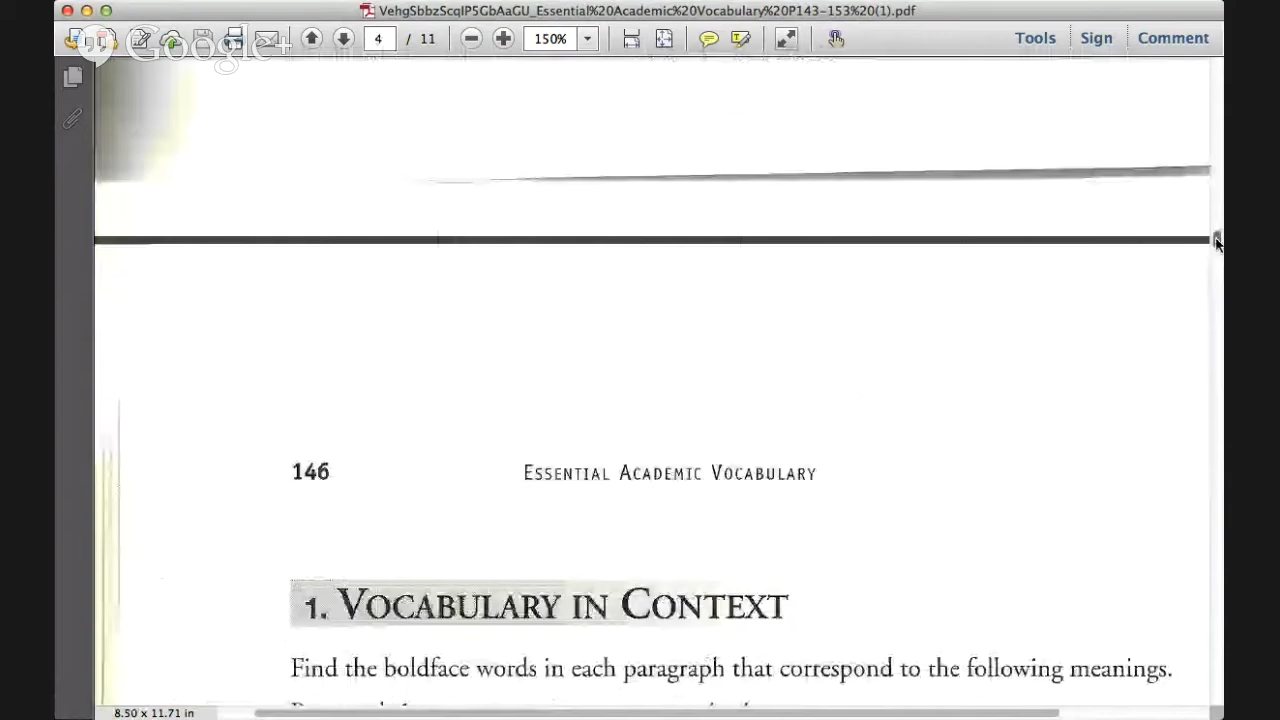 VehgSbbzScqIP5GbAaGU_Essential%20Academic%20Vocabulary%20P143-153%20(1).pdf
Google+
4 / 11
150%
Tools
Sign
Comment
146
ESSENTIAL ACADEMIC VOCABULARY
1. VOCABULARY IN CONTEXT
Find the boldface words in each paragraph that correspond to the following meanings.
8.50 x 11.71 in